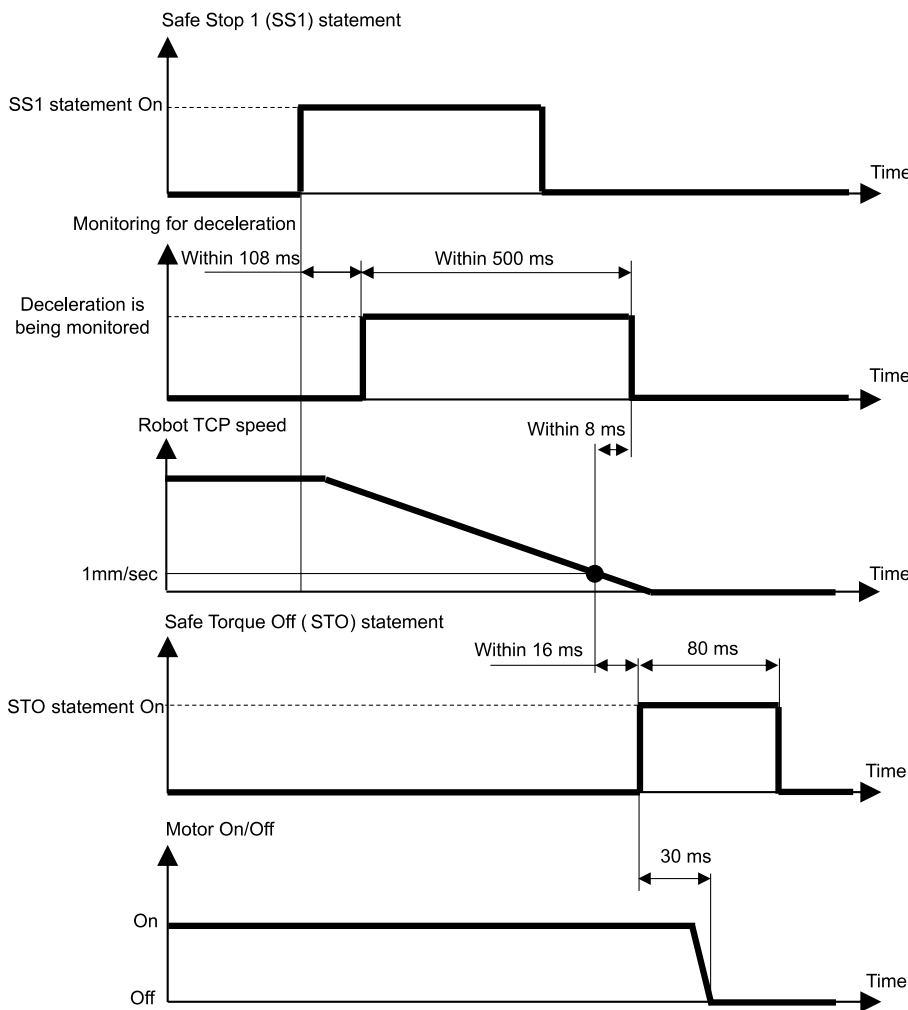 Safe Stop 1 (SS1) statement
SS1 statement On
Time
Monitoring for deceleration
Within 108 ms
Within 500 ms
Deceleration is
being monitored
Time
Robot TCP speed
Within 8 ms
1mm/sec
Time
Safe Torque Off ( STO) statement
Within 16 ms
80 ms
STO statement On
Time
Motor On/Off
30 ms
On
Time
Off